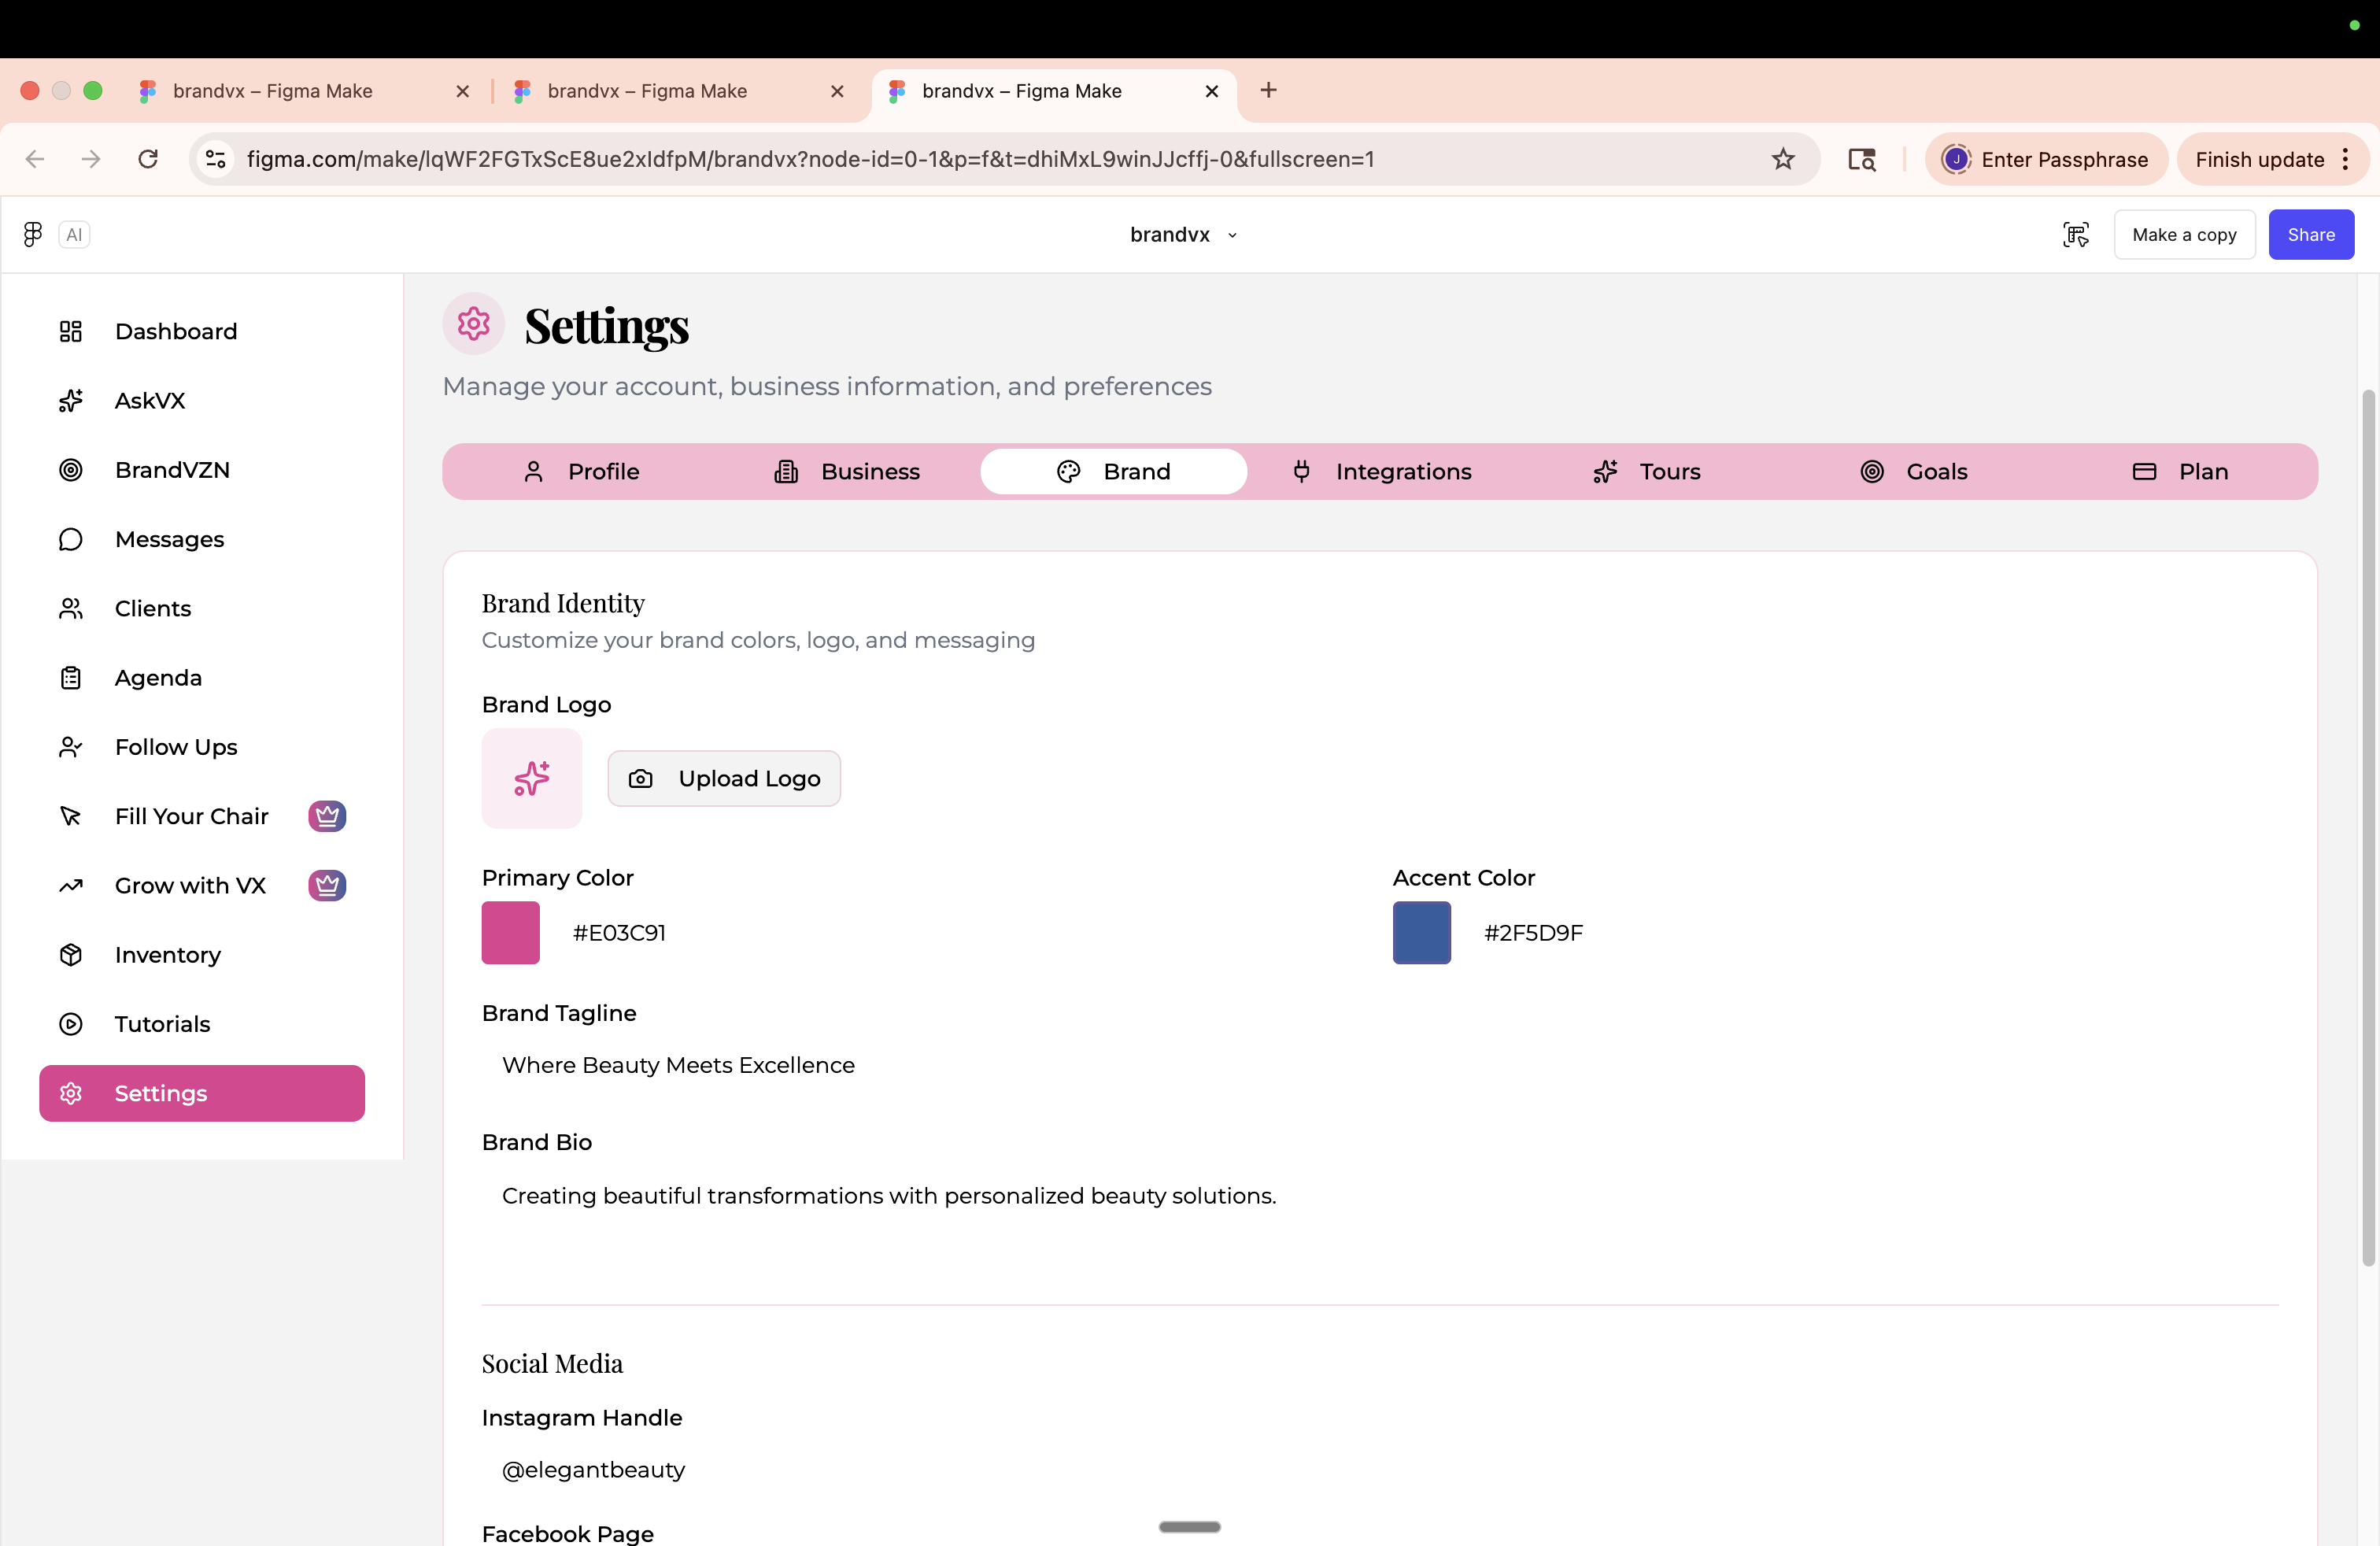 brandvx – Figma Make
brandvx – Figma Make
brandvx – Figma Make
figma.com/make/lqWF2FGTxScE8ue2xIdfpM/brandvx?node-id=0-1&p=f&t=dhiMxL9winJJcffj-0&fullscreen=1
J
Enter Passphrase
Finish update
AI
brandvx
Make a copy
Share
Dashboard
AskVX
BrandVZN
Messages
Clients
Agenda
Follow Ups
Fill Your Chair
Grow with VX
Inventory
Tutorials
Settings
Settings
Manage your account, business information, and preferences
Profile
Business
Brand
Integrations
Tours
Goals
Plan
Brand Identity
Customize your brand colors, logo, and messaging
Brand Logo
Upload Logo
Primary Color
#E03C91
Accent Color
#2F5D9F
Brand Tagline
Where Beauty Meets Excellence
Brand Bio
Creating beautiful transformations with personalized beauty solutions.
Social Media
Instagram Handle
@elegantbeauty
Facebook Page